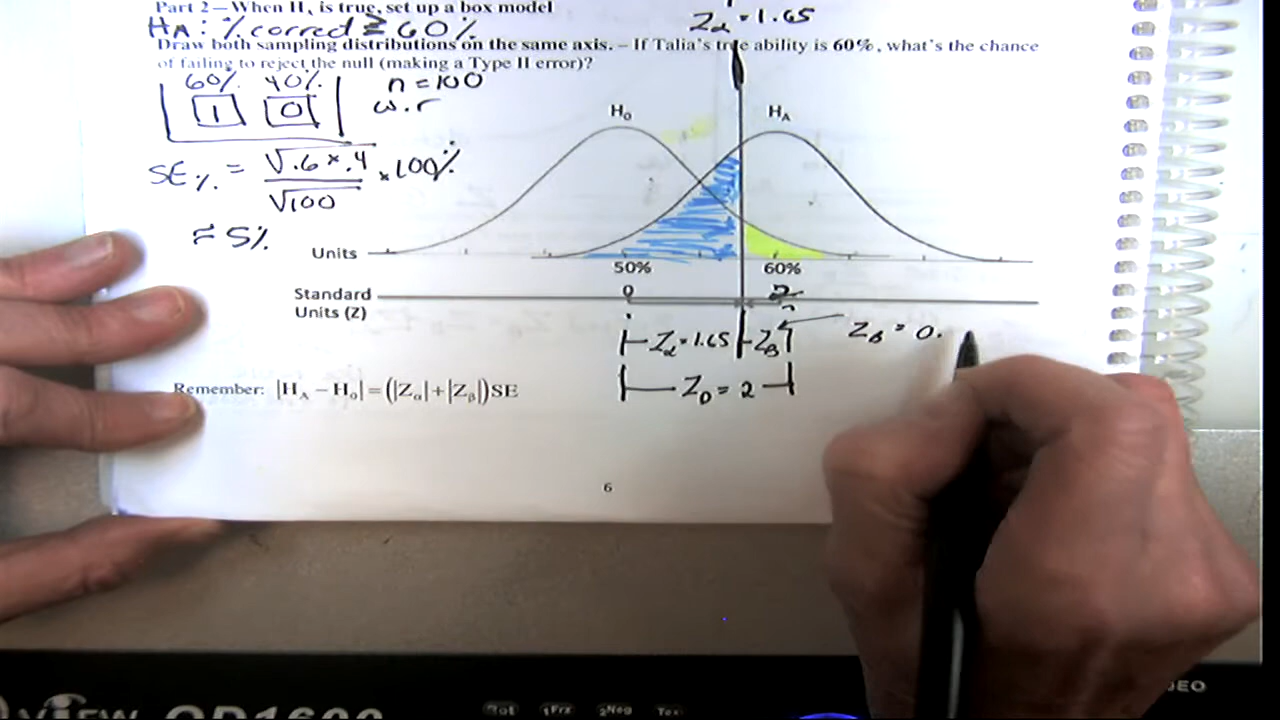 Part 2 – When HA is true, set up a box model
HA: % correct ≥ 60%
Zα = 1.65
Draw both sampling distributions on the same axis. – If Talia's true ability is 60%, what's the chance
of failing to reject the null (making a Type II error)?
60% 40%
1 0
n = 100
w.r
SE% = √.6 × .4 / √100 × 100%
≈ 5%
H0
HA
Units
50% 60%
Standard
Units (Z)
0 2
Zα = 1.65 Zβ
Zβ = 0.
Z0 = 2
Remember: |HA − H0| = (|Zα| + |Zβ|)SE
6